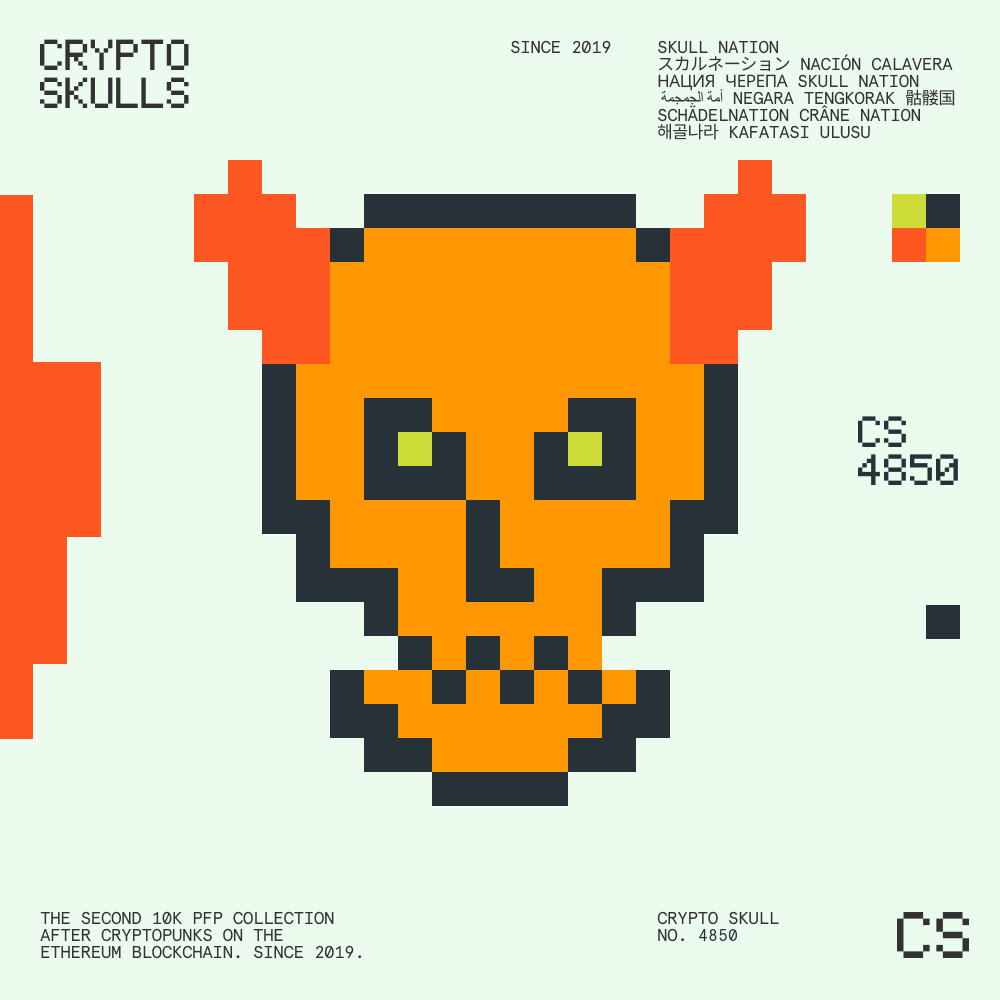 CRYPTO
SKULLS
SINCE 2019
SKULL NATION
スカルネーション NACIÓN CALAVERA
НАЦИЯ ЧЕРЕПА SKULL NATION
أمة الجمجمة NEGARA TENGKORAK 骷髅国
SCHÄDELNATION CRÂNE NATION
해골나라 KAFATASI ULUSU
CS
4850
THE SECOND 10K PFP COLLECTION
AFTER CRYPTOPUNKS ON THE
ETHEREUM BLOCKCHAIN. SINCE 2019.
CRYPTO SKULL
NO. 4850
CS